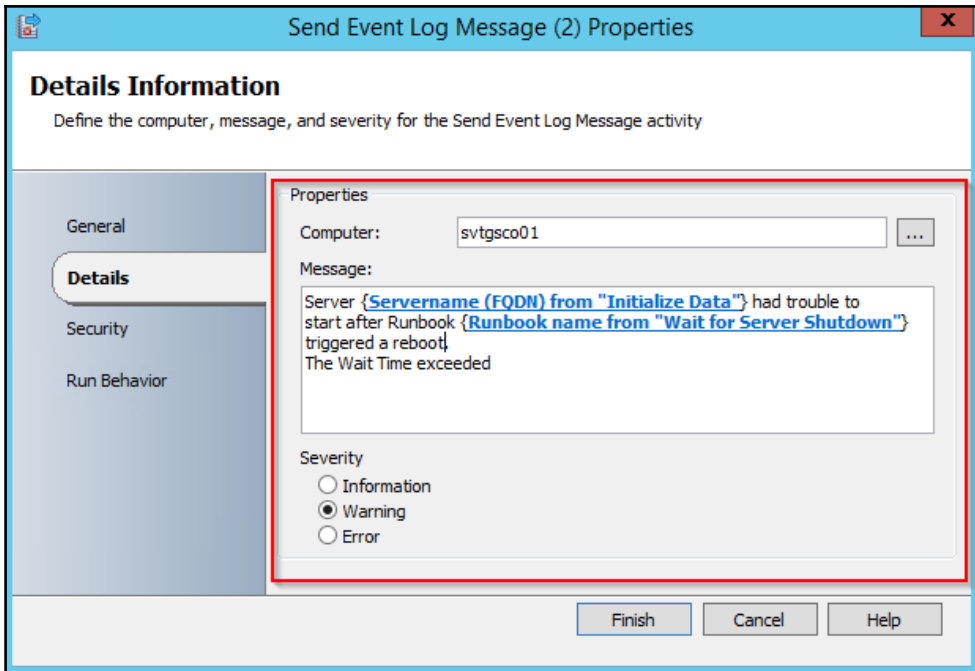 Send Event Log Message (2) Properties
x
Details Information
Define the computer, message, and severity for the Send Event Log Message activity
General
Details
Security
Run Behavior
Properties
Computer:
svtgsco01
...
Message:
Server {Servername (FQDN) from "Initialize Data"} had trouble to
start after Runbook {Runbook name from "Wait for Server Shutdown"}
triggered a reboot.
The Wait Time exceeded
Severity
Information
Warning
Error
Finish
Cancel
Help